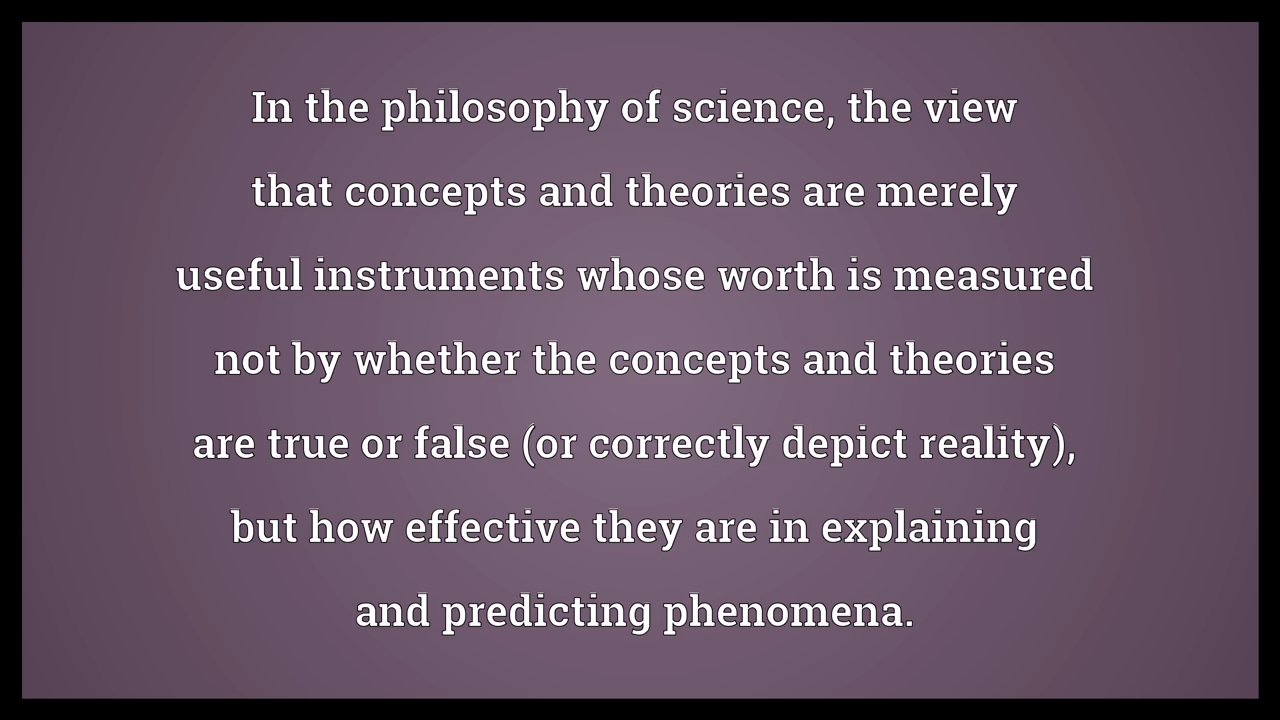 In the philosophy of science, the view
that concepts and theories are merely
useful instruments whose worth is measured
not by whether the concepts and theories
are true or false (or correctly depict reality),
but how effective they are in explaining
and predicting phenomena.